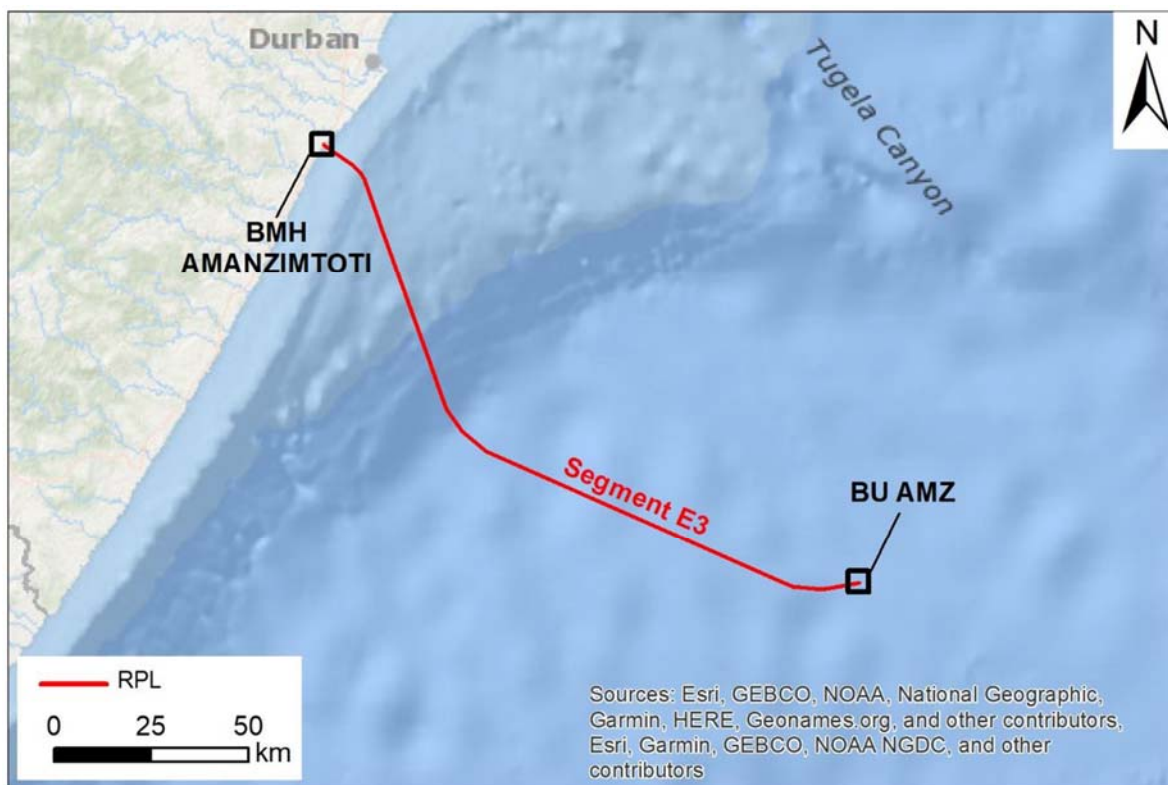 Durban
Tugela Canyon
N
BMH
AMANZIMTOTI
Segment E3
BU AMZ
RPL
0 25 50
km
Sources: Esri, GEBCO, NOAA, National Geographic,
Garmin, HERE, Geonames.org, and other contributors,
Esri, Garmin, GEBCO, NOAA NGDC, and other
contributors